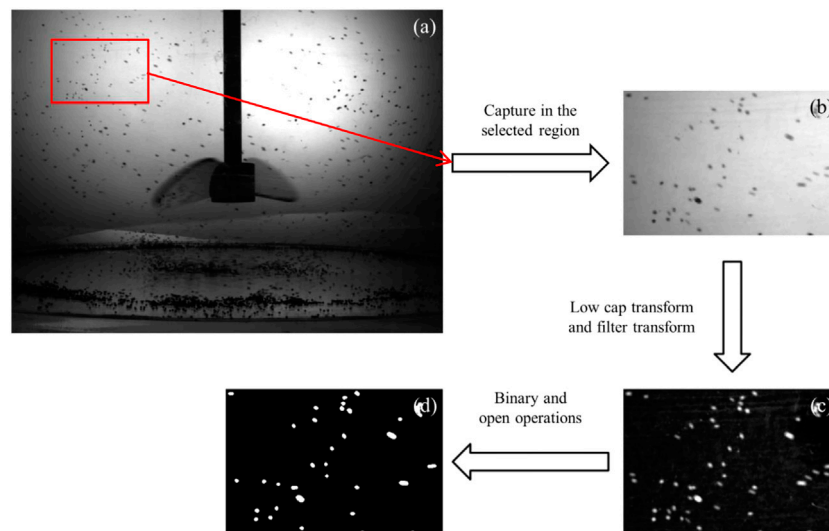 (a)
Capture in the
selected region
(b)
Low cap transform
and filter transform
(d)
Binary and
open operations
(c)